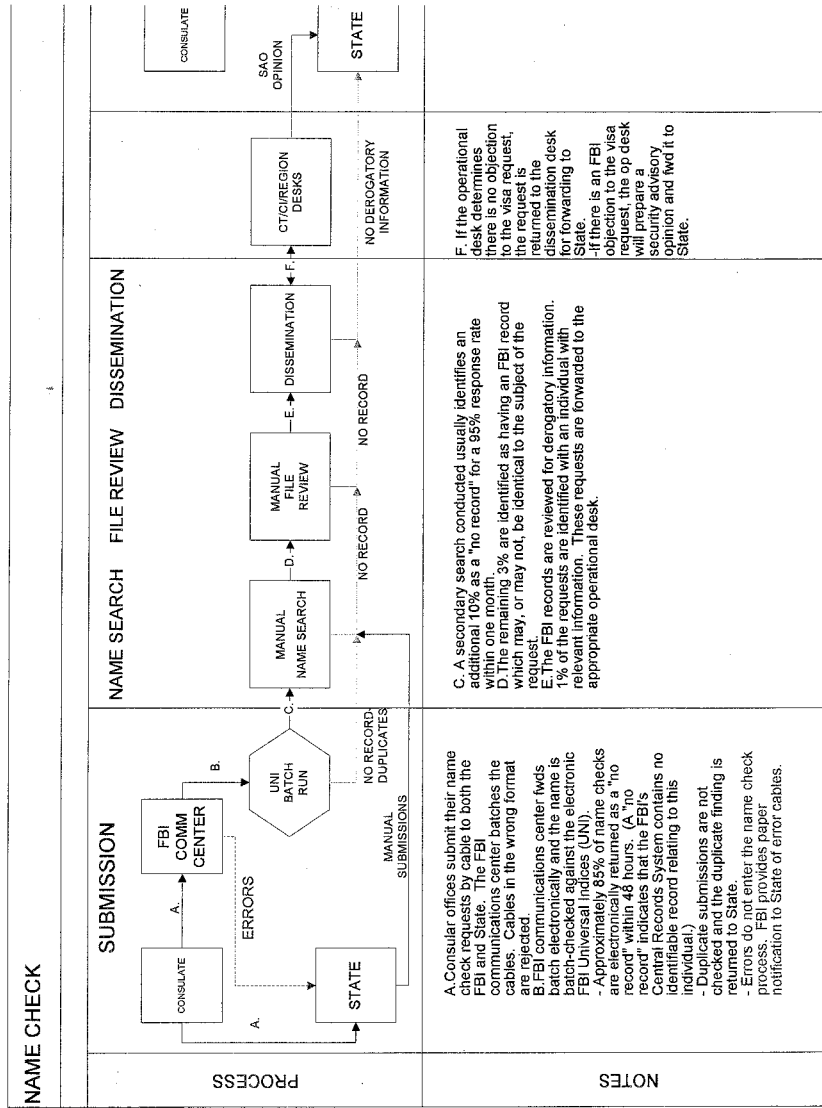 NAME CHECK
SUBMISSION
NAME SEARCH
FILE REVIEW
DISSEMINATION
PROCESS
CONSULATE
A.
FBI
COMM
CENTER
B.
A.
ERRORS
STATE
UNI
BATCH
RUN
C.
NO RECORD-
DUPLICATES
MANUAL
SUBMISSIONS
MANUAL
NAME SEARCH
D.
NO RECORD
MANUAL
FILE
REVIEW
E.
NO RECORD
DISSEMINATION
F.
CT/CI/REGION
DESKS
NO DEROGATORY
INFORMATION
SAO
OPINION
CONSULATE
STATE
NOTES
A.Consular offices submit their name
check requests by cable to both the
FBI and State. The FBI
communications center batches the
cables. Cables in the wrong format
are rejected.
B.FBI communications center fwds
batch electronically and the name is
batch-checked against the electronic
FBI Universal Indices (UNI).
- Approximately 85% of name checks
are electronically returned as a "no
record" within 48 hours. (A "no
record" indicates that the FBI's
Central Records System contains no
identifiable record relating to this
individual.)
- Duplicate submissions are not
checked and the duplicate finding is
returned to State.
- Errors do not enter the name check
process. FBI provides paper
notification to State of error cables.
C. A secondary search conducted usually identifies an
additional 10% as a "no record" for a 95% response rate
within one month.
D.The remaining 3% are identified as having an FBI record
which may, or may not, be identical to the subject of the
request.
E.The FBI records are reviewed for derogatory information.
1% of the requests are identified with an individual with
relevant information. These requests are forwarded to the
appropriate operational desk.
F. If the operational
desk determines
there is no objection
to the visa request,
the request is
returned to the
dissemination desk
for forwarding to
State.
-If there is an FBI
objection to the visa
request, the op desk
will prepare a
security advisory
opinion and fwd it to
State.